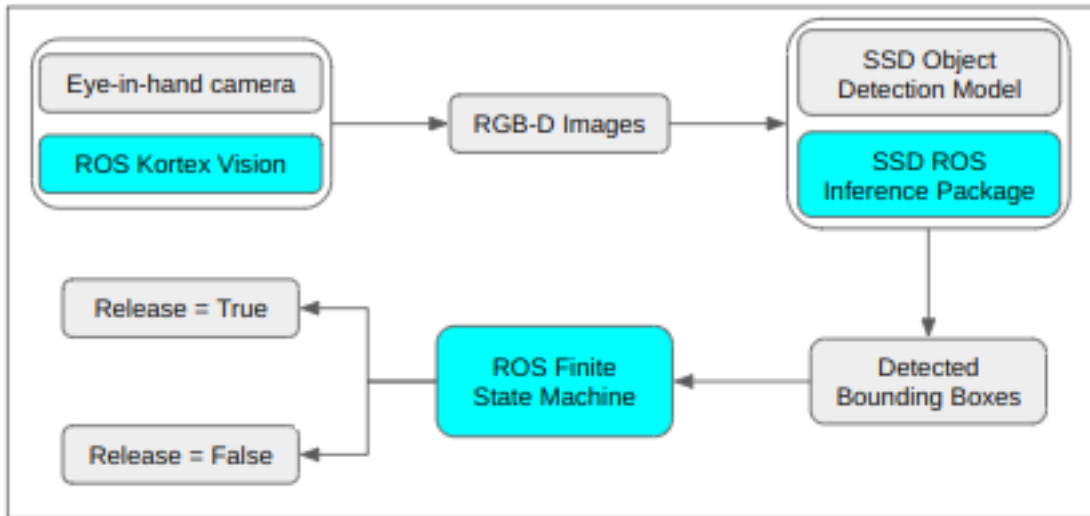 Eye-in-hand camera
ROS Kortex Vision
RGB-D Images
SSD Object
Detection Model
SSD ROS
Inference Package
Release = True
Release = False
ROS Finite
State Machine
Detected
Bounding Boxes